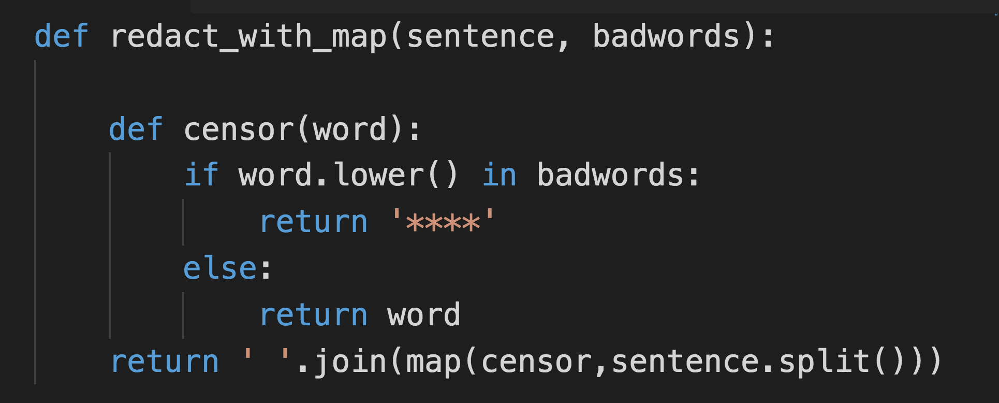 def redact_with_map(sentence, badwords):
    def censor(word):
        if word.lower() in badwords:
            return '****'
        else:
            return word
    return ' '.join(map(censor,sentence.split()))